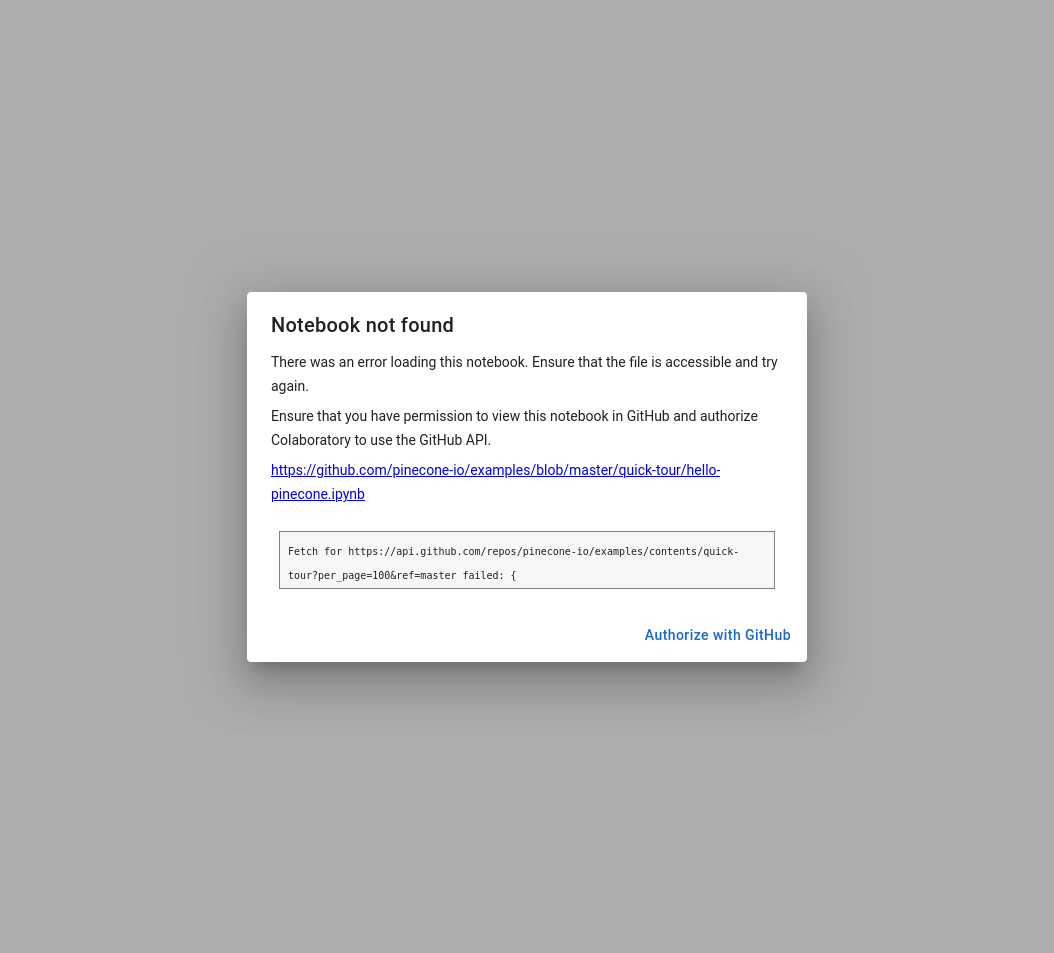 Notebook not found
There was an error loading this notebook. Ensure that the file is accessible and try
again.
Ensure that you have permission to view this notebook in GitHub and authorize
Colaboratory to use the GitHub API.
https://github.com/pinecone-io/examples/blob/master/quick-tour/hello-
pinecone.ipynb
Fetch for https://api.github.com/repos/pinecone-io/examples/contents/quick-
tour?per_page=100&ref=master failed: {
Authorize with GitHub